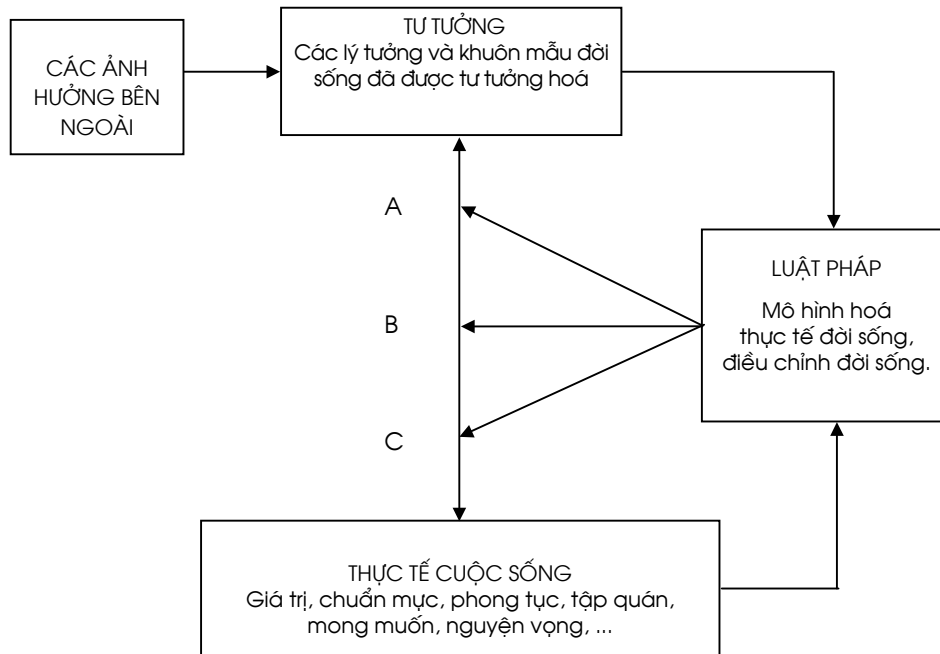 CÁC ẢNH
HƯỞNG BÊN
NGOÀI
TƯ TƯỞNG
Các lý tưởng và khuôn mẫu đời
sống đã được tư tưởng hoá
A
B
C
LUẬT PHÁP
Mô hình hoá
thực tế đời sống,
điều chỉnh đời sống.
THỰC TẾ CUỘC SỐNG
Giá trị, chuẩn mực, phong tục, tập quán,
mong muốn, nguyện vọng, ...